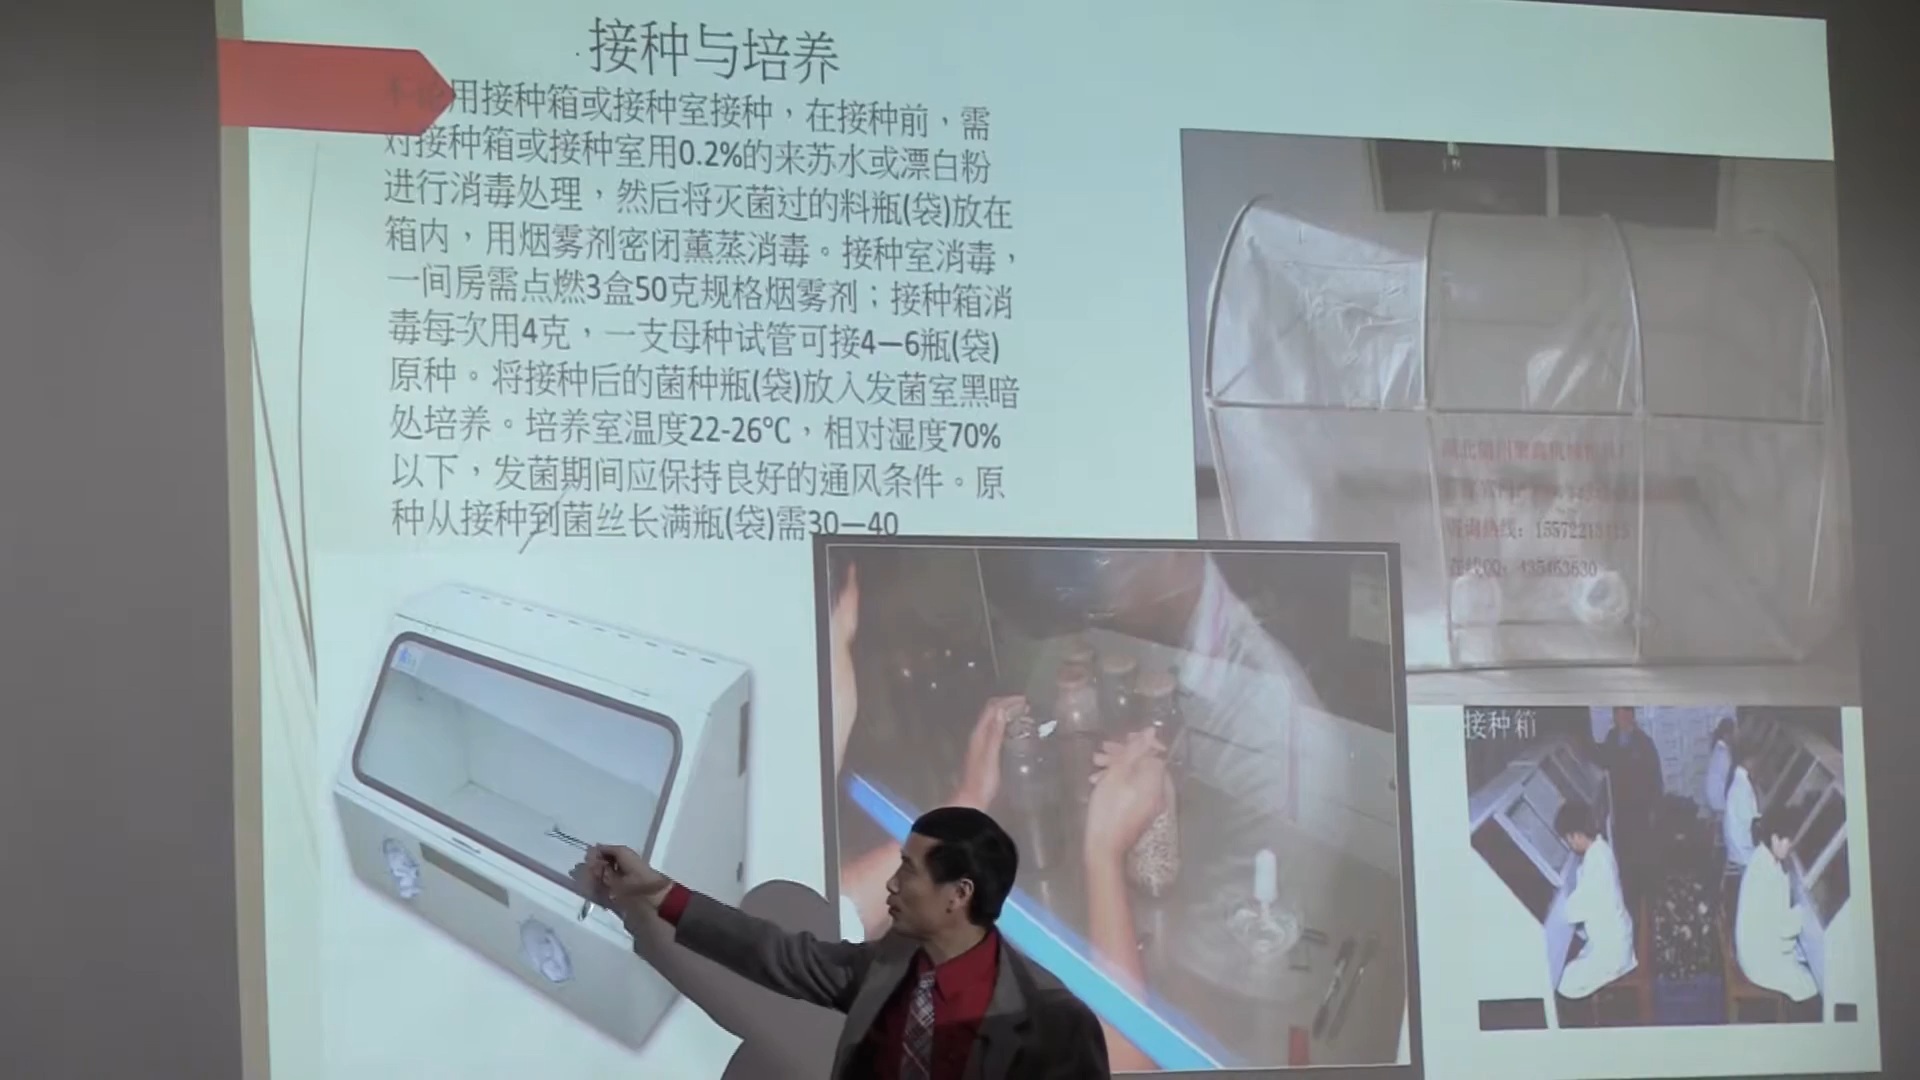 接种与培养
用接种箱或接种室接种，在接种前，需
对接种箱或接种室用0.2%的来苏水或漂白粉
进行消毒处理，然后将灭菌过的料瓶(袋)放在
箱内，用烟雾剂密闭薰蒸消毒。接种室消毒，
一间房需点燃3盒50克规格烟雾剂；接种箱消
毒每次用4克，一支母种试管可接4—6瓶(袋)
原种。将接种后的菌种瓶(袋)放入发菌室黑暗
处培养。培养室温度22-26℃，相对湿度70%
以下，发菌期间应保持良好的通风条件。原
种从接种到菌丝长满瓶(袋)需30—40
接种箱